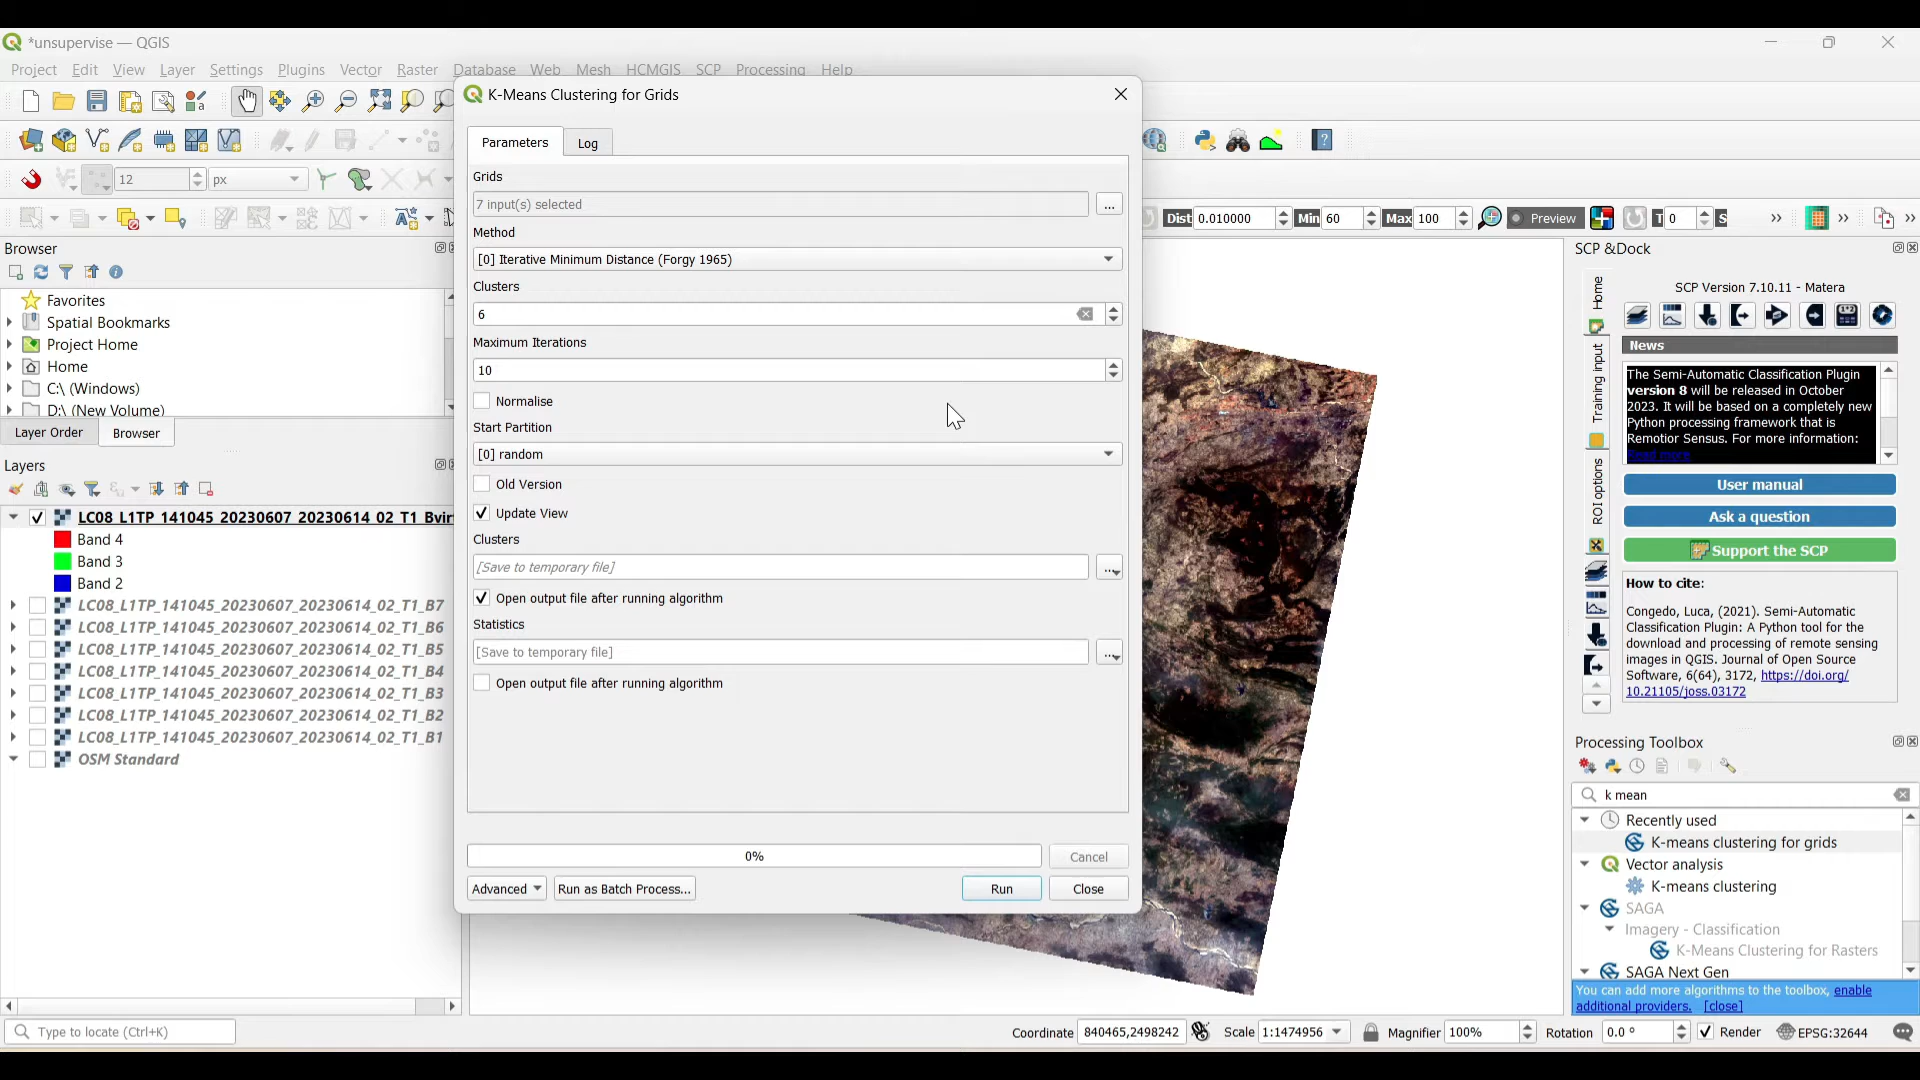 *unsupervise — QGIS
Project Edit View Layer Settings Plugins Vector Raster Database Web Mesh HCMGIS SCP Processing Help
12 px
Dist 0.010000 Min 60 Max 100 Preview T 0 S
Browser
Favorites
Spatial Bookmarks
Project Home
Home
C:\ (Windows)
D:\ (New Volume)
Layer Order Browser
Layers
LC08_L1TP_141045_20230607_20230614_02_T1_Bvir
Band 4
Band 3
Band 2
LC08_L1TP_141045_20230607_20230614_02_T1_B7
LC08_L1TP_141045_20230607_20230614_02_T1_B6
LC08_L1TP_141045_20230607_20230614_02_T1_B5
LC08_L1TP_141045_20230607_20230614_02_T1_B4
LC08_L1TP_141045_20230607_20230614_02_T1_B3
LC08_L1TP_141045_20230607_20230614_02_T1_B2
LC08_L1TP_141045_20230607_20230614_02_T1_B1
OSM Standard
K-Means Clustering for Grids
Parameters Log
Grids
7 input(s) selected
...
Method
[0] Iterative Minimum Distance (Forgy 1965)
Clusters
6
Maximum Iterations
10
Normalise
Start Partition
[0] random
Old Version
Update View
Clusters
[Save to temporary file]
...
Open output file after running algorithm
Statistics
[Save to temporary file]
...
Open output file after running algorithm
0%
Cancel
Advanced Run as Batch Process... Run Close
SCP &Dock
Home
Training input
ROI options
SCP Version 7.10.11 - Matera
News
The Semi-Automatic Classification Plugin
version 8 will be released in October
2023. It will be based on a completely new
Python processing framework that is
Remotior Sensus. For more information:
Read more
User manual
Ask a question
Support the SCP
How to cite:
Congedo, Luca, (2021). Semi-Automatic
Classification Plugin: A Python tool for the
download and processing of remote sensing
images in QGIS. Journal of Open Source
Software, 6(64), 3172, https://doi.org/
10.21105/joss.03172
Processing Toolbox
k mean
Recently used
K-means clustering for grids
Vector analysis
K-means clustering
SAGA
Imagery - Classification
K-Means Clustering for Rasters
SAGA Next Gen
You can add more algorithms to the toolbox, enable
additional providers. [close]
Type to locate (Ctrl+K)
Coordinate 840465,2498242 Scale 1:1474956 Magnifier 100% Rotation 0.0 ° Render EPSG:32644